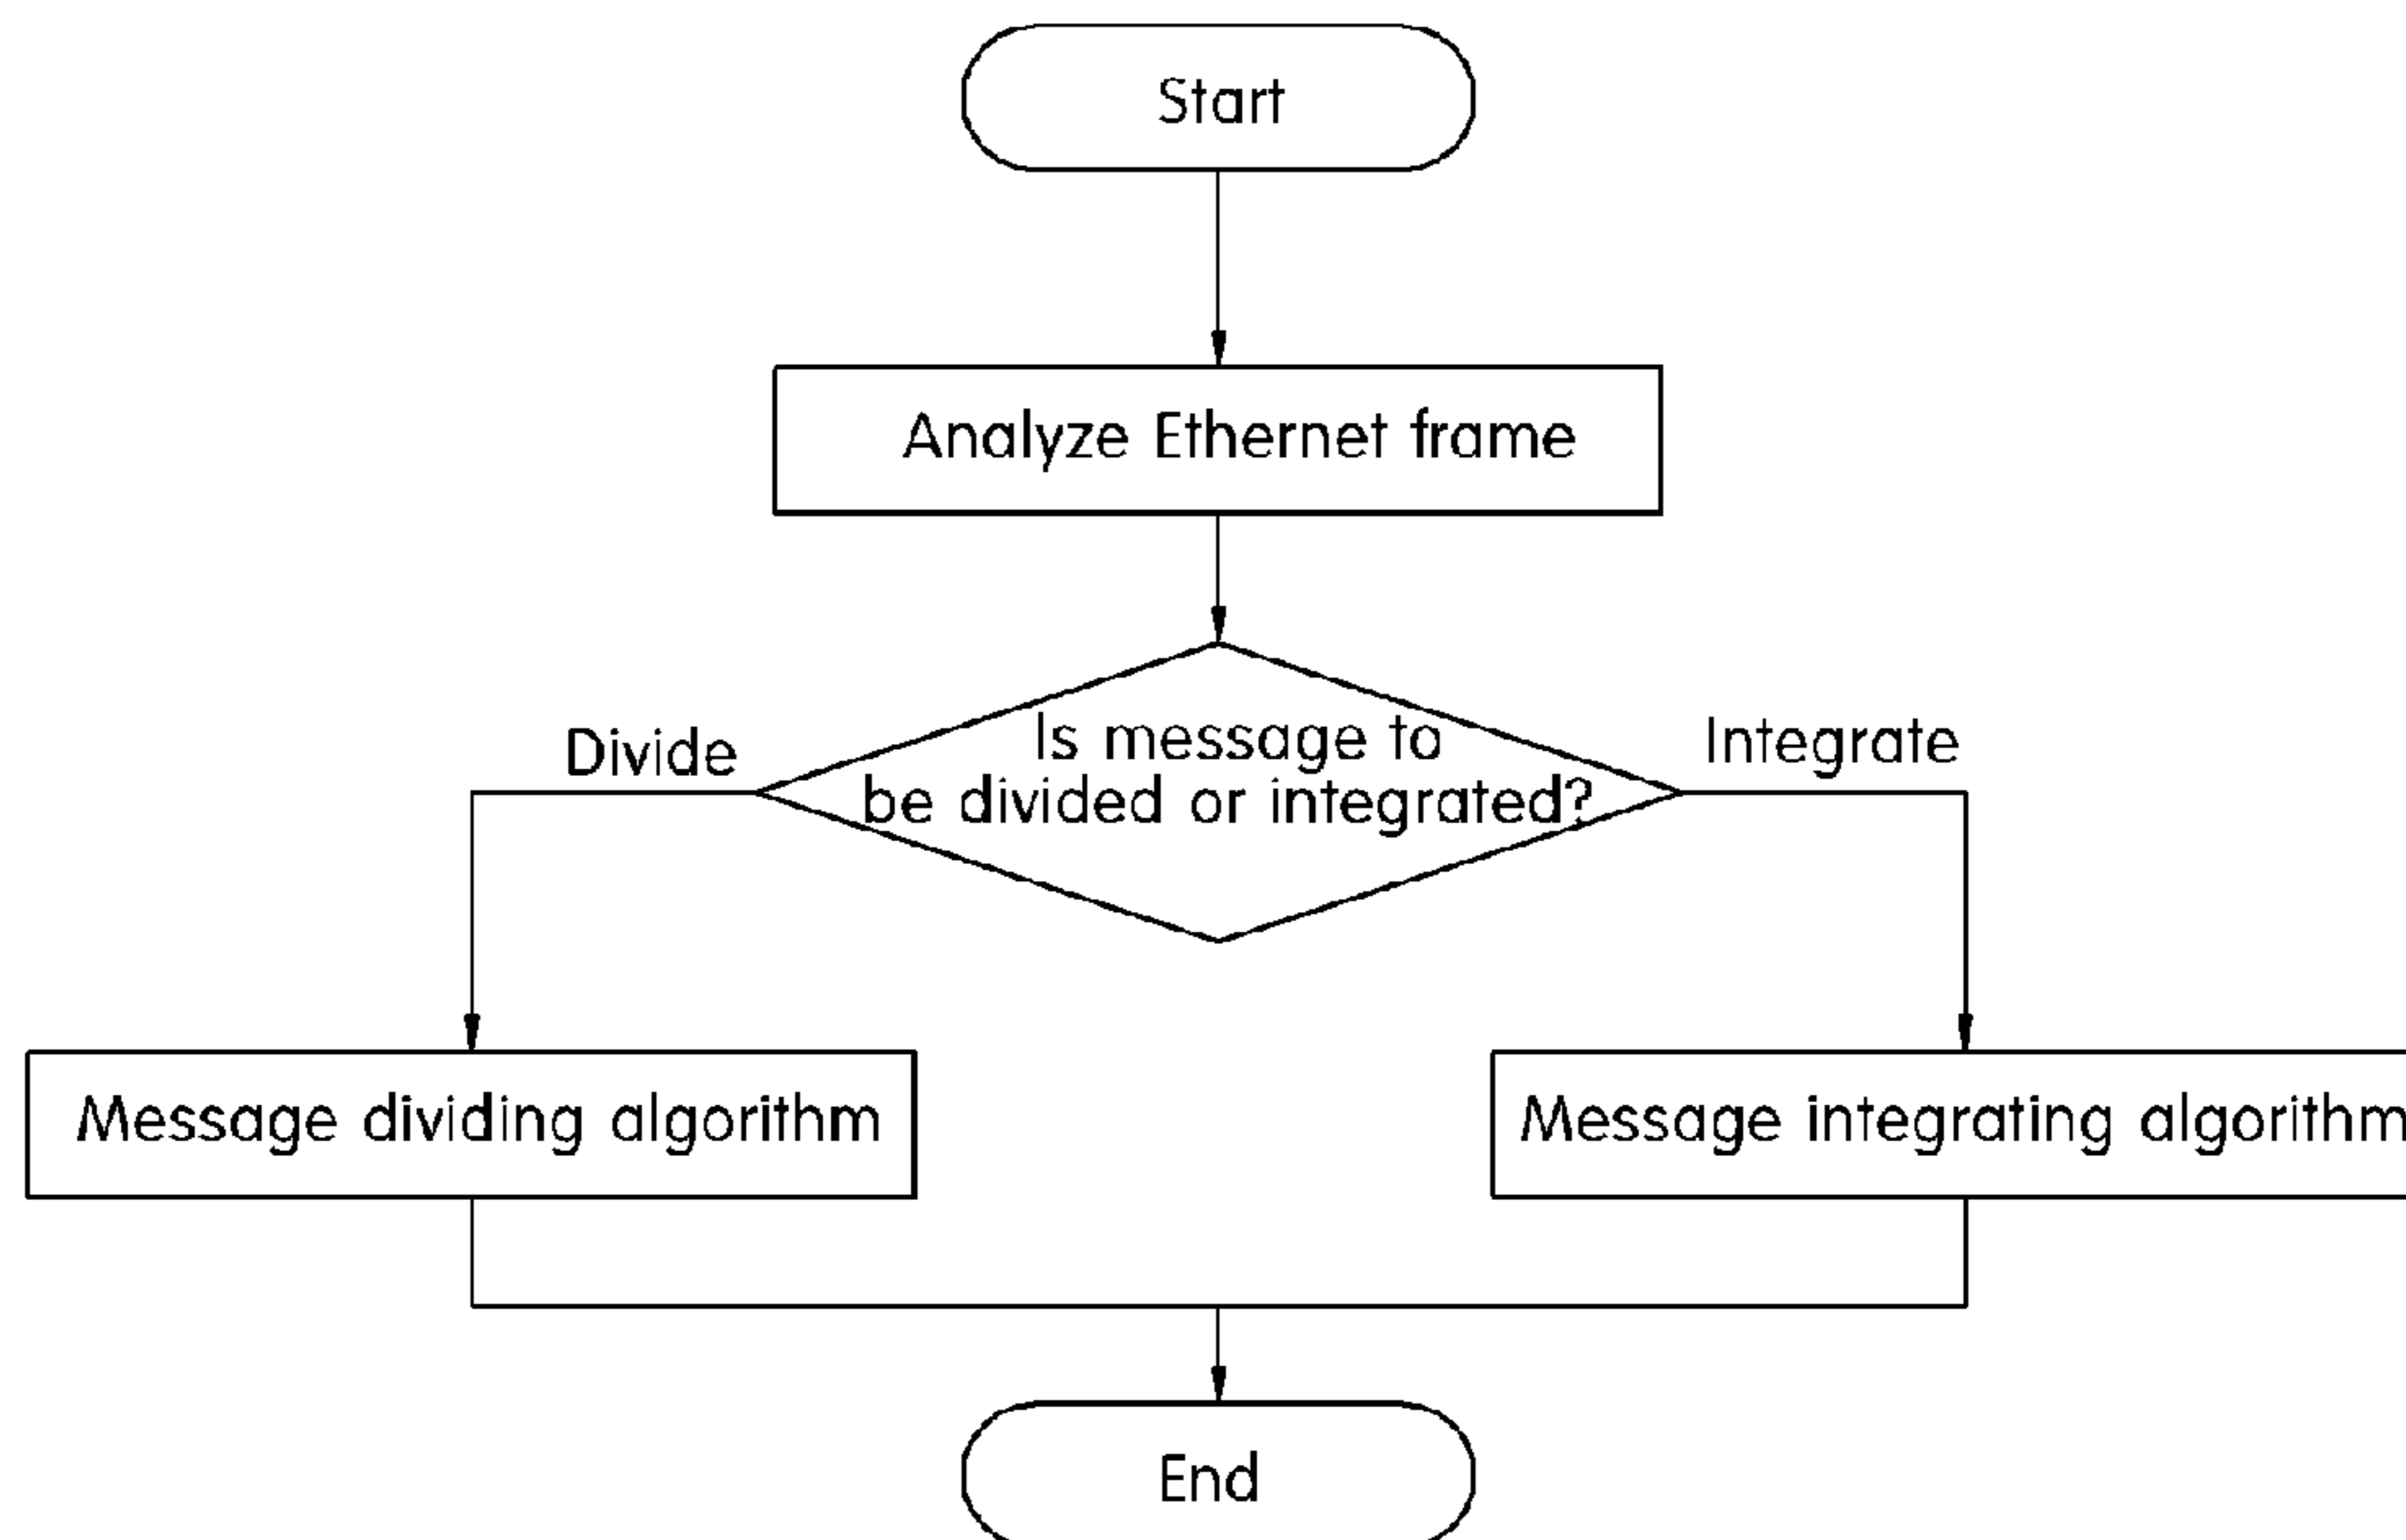 Start
Analyze Ethernet frame
Is message to
be divided or integrated?
Divide
Integrate
Message dividing algorithm
Message integrating algorithm
End